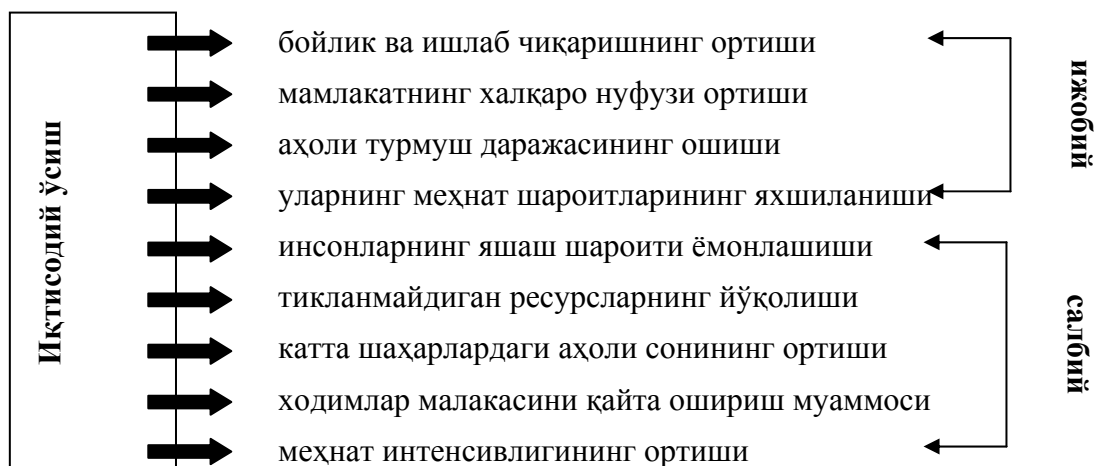 Иқтисодий ўсиш
бойлик ва ишлаб чиқаришнинг ортиши
мамлакатнинг халқаро нуфузи ортиши
аҳоли турмуш даражасининг ошиши
уларнинг меҳнат шароитларининг яхшиланиши
инсонларнинг яшаш шароити ёмонлашиши
тикланмайдиган ресурсларнинг йўқолиши
катта шаҳарлардаги аҳоли сонининг ортиши
ходимлар малакасини қайта ошириш муаммоси
меҳнат интенсивлигининг ортиши
ижобий
салбий